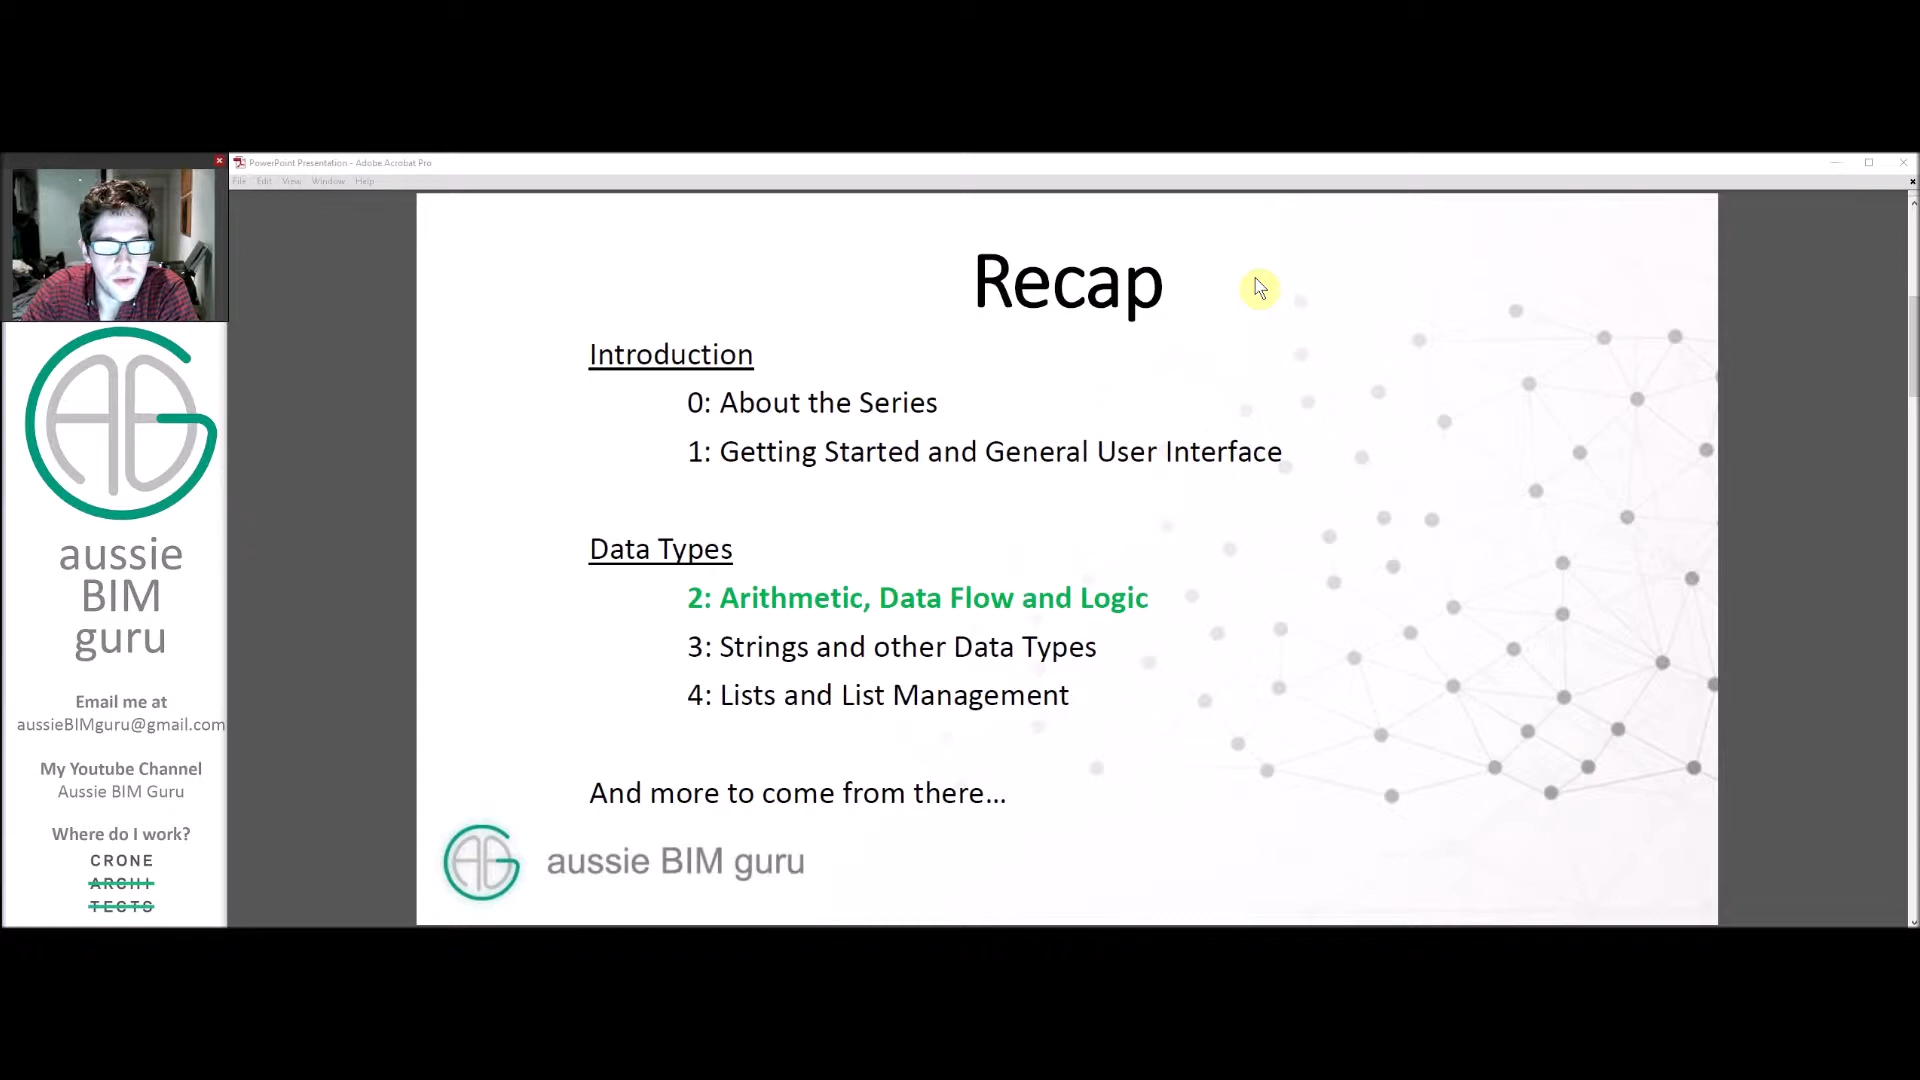 PowerPoint Presentation - Adobe Acrobat Pro
File Edit View Window Help
Recap
Introduction
0: About the Series
1: Getting Started and General User Interface
Data Types
2: Arithmetic, Data Flow and Logic
3: Strings and other Data Types
4: Lists and List Management
And more to come from there...
AG aussie BIM guru
AG
aussie
BIM
guru
Email me at
aussieBIMguru@gmail.com
My Youtube Channel
Aussie BIM Guru
Where do I work?
CRONE
ARCHI
TECTS